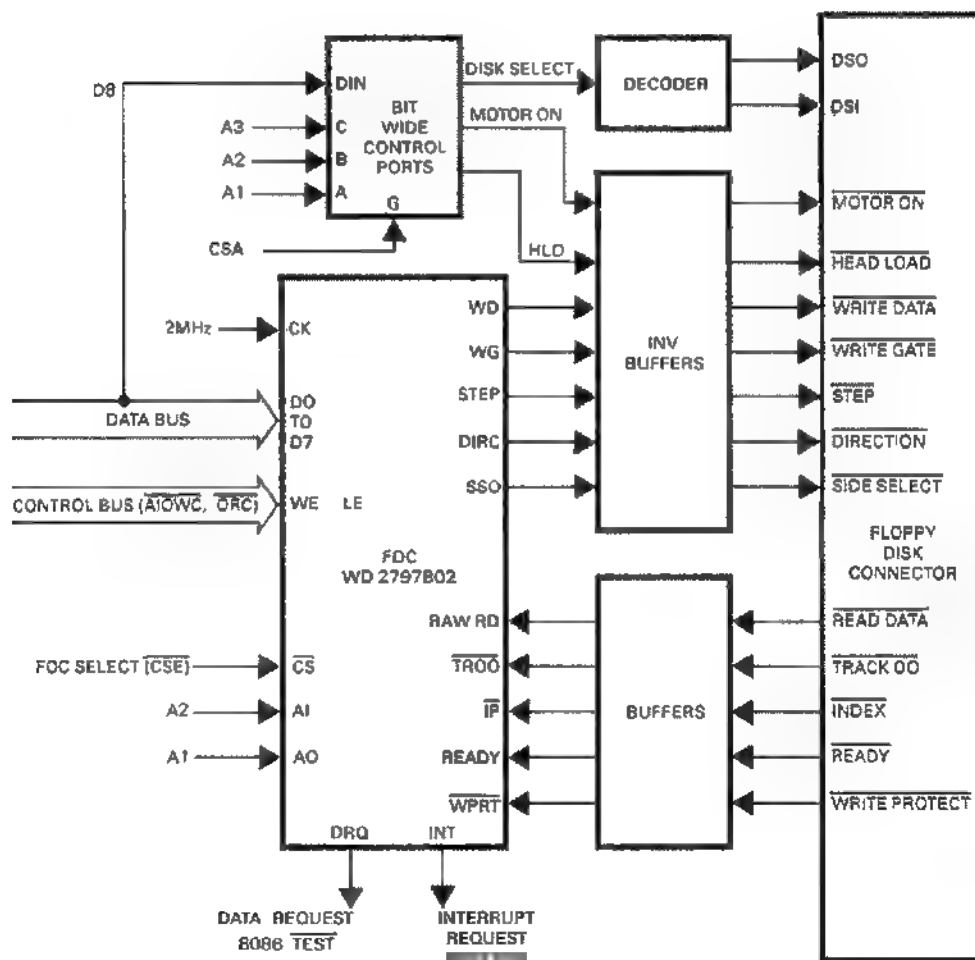 D8
A3
A2
A1
CSA
DIN
C
B
A
G
BIT
WIDE
CONTROL
PORTS
DISK SELECT
MOTOR ON
HLD
DECODER
DSO
DSI
2MHz
CK
DATA BUS
DO
TO
D7
CONTROL BUS (AIOWC, ORC)
WE LE
FDC
WD 2797B02
FOC SELECT (CSE)
CS
A2
AI
A1
AO
WD
WG
STEP
DIRC
SSO
RAW RD
TROO
IP
READY
WPRT
DRQ
INT
DATA REQUEST
8086 TEST
INTERRUPT
REQUEST
INV
BUFFERS
BUFFERS
MOTOR ON
HEAD LOAD
WRITE DATA
WRITE GATE
STEP
DIRECTION
SIDE SELECT
FLOPPY
DISK
CONNECTOR
READ DATA
TRACK OO
INDEX
READY
WRITE PROTECT